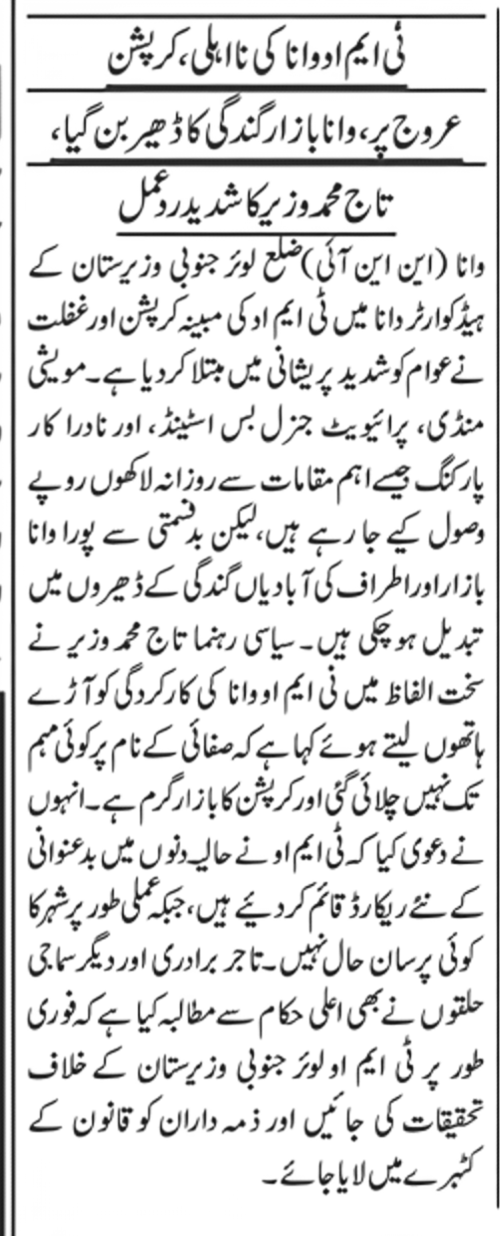 ٹی ایم او وانا کی نااہلی، کرپشن
عروج پر، وانا بازار گندگی کا ڈھیر بن گیا،
تاج محمد وزیر کا شدید ردعمل
وانا (این این آئی) ضلع لوئر جنوبی وزیرستان کے
ہیڈکوارٹر دانا میں ٹی ایم او کی مبینہ کرپشن اور غفلت
نے عوام کو شدید پریشانی میں مبتلا کر دیا ہے۔ مویشی
منڈی، پرائیویٹ جنرل بس اسٹینڈ، اور نادرا کار
پارکنگ جیسے اہم مقامات سے روزانہ لاکھوں روپے
وصول کیے جا رہے ہیں، لیکن بدقسمتی سے پورا وانا
بازار اور اطراف کی آبادیاں گندگی کے ڈھیروں میں
تبدیل ہو چکی ہیں۔ سیاسی رہنما تاج محمد وزیر نے
سخت الفاظ میں ٹی ایم او وانا کی کارکردگی کو آڑے
ہاتھوں لیتے ہوئے کہا ہے کہ صفائی کے نام پر کوئی مہم
تک نہیں چلائی گئی اور کرپشن کا بازار گرم ہے۔ انہوں
نے دعوی کیا کہ ٹی ایم او نے حالیہ دنوں میں بدعنوانی
کے نئے ریکارڈ قائم کر دیئے ہیں، جبکہ عملی طور پر شہر کا
کوئی پرسان حال نہیں۔ تاجر برادری اور دیگر سماجی
حلقوں نے بھی اعلی حکام سے مطالبہ کیا ہے کہ فوری
طور پر ٹی ایم او لوئر جنوبی وزیرستان کے خلاف
تحقیقات کی جائیں اور ذمہ داران کو قانون کے
کٹہرے میں لایا جائے۔